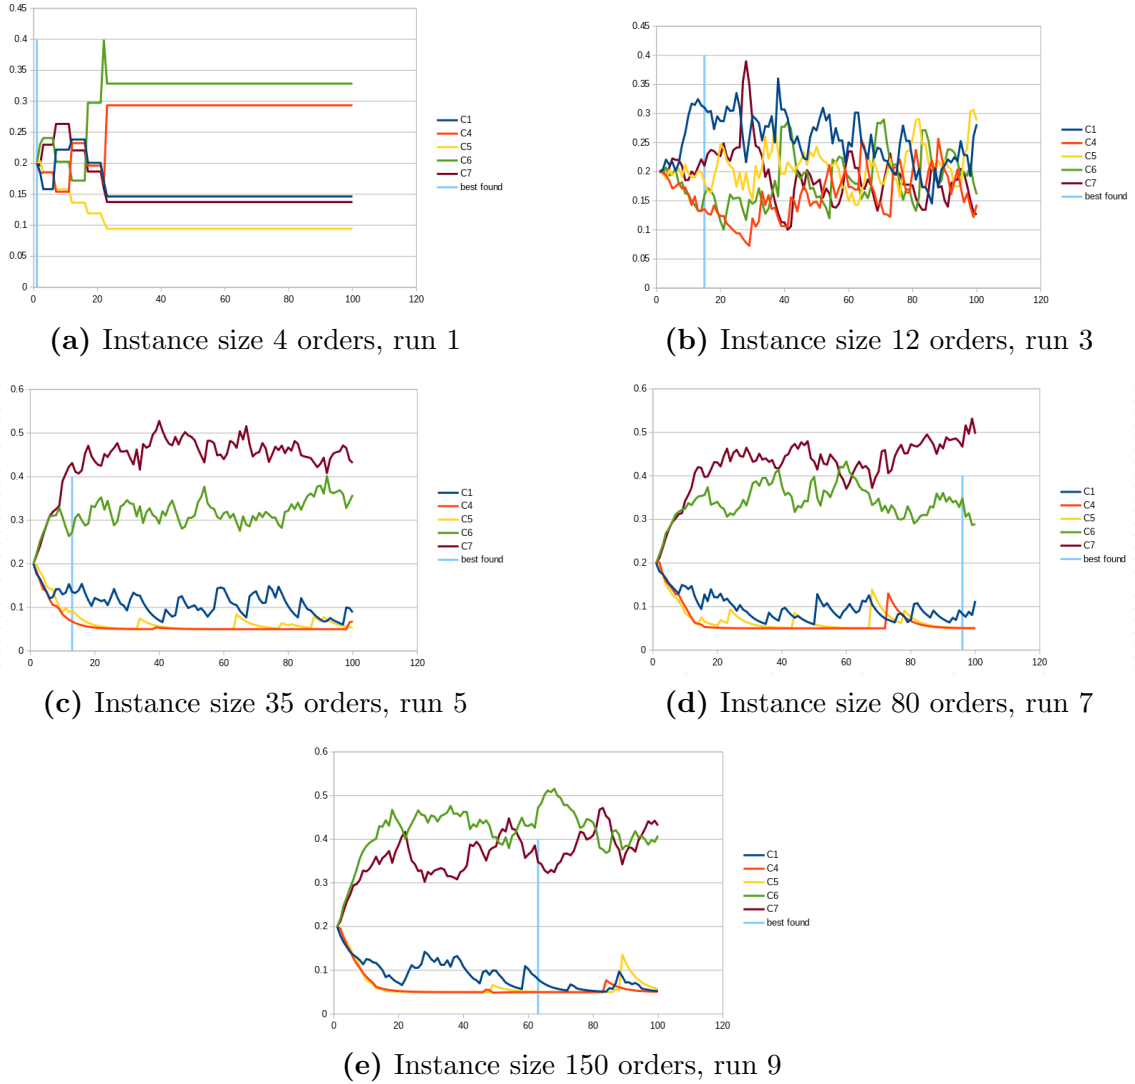 0.45
0.4
0.35
0.3
0.25
0.2
0.15
0.1
0.05
0
0 20 40 60 80 100 120
C1
C4
C5
C6
C7
best found
(a) Instance size 4 orders, run 1
0.45
0.4
0.35
0.3
0.25
0.2
0.15
0.1
0.05
0
0 20 40 60 80 100 120
C1
C4
C5
C6
C7
best found
(b) Instance size 12 orders, run 3
0.6
0.5
0.4
0.3
0.2
0.1
0
0 20 40 60 80 100 120
C1
C4
C5
C6
C7
best found
(c) Instance size 35 orders, run 5
0.6
0.5
0.4
0.3
0.2
0.1
0
0 20 40 60 80 100 120
C1
C4
C5
C6
C7
best found
(d) Instance size 80 orders, run 7
0.6
0.5
0.4
0.3
0.2
0.1
0
0 20 40 60 80 100 120
C1
C4
C5
C6
C7
best found
(e) Instance size 150 orders, run 9